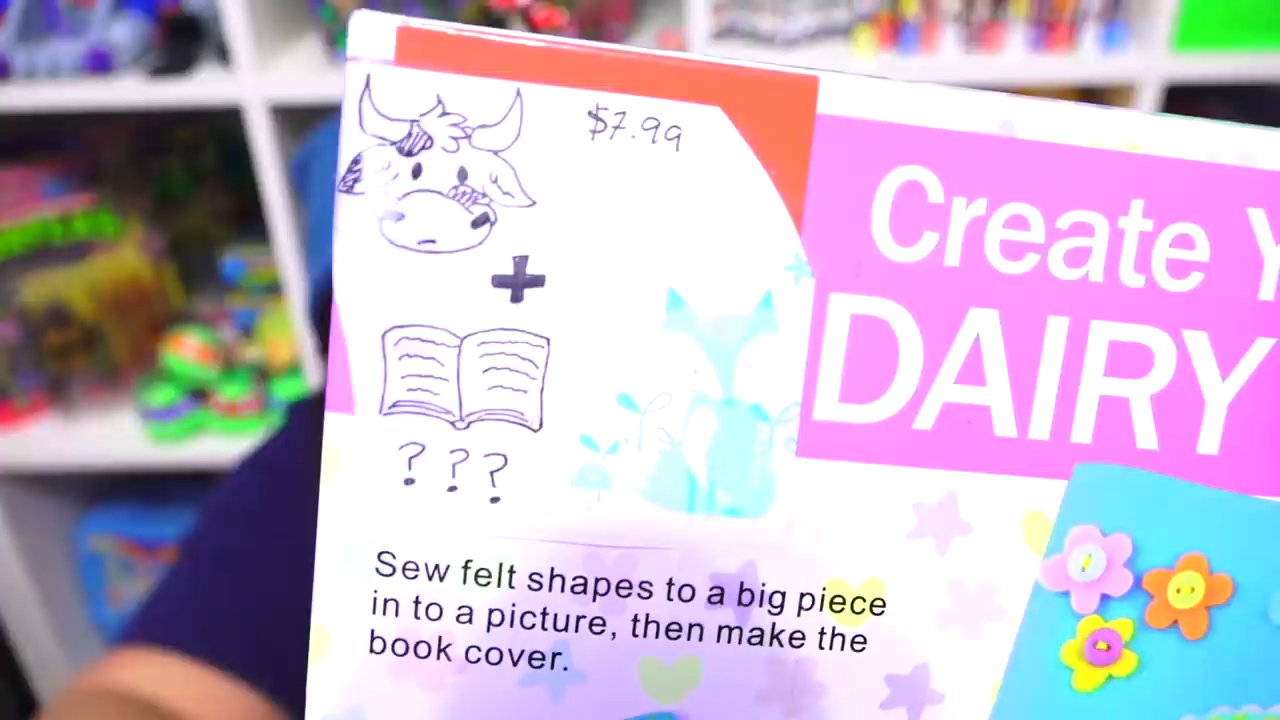 $7.99
+
? ? ?
Create
DAIRY
Sew felt shapes to a big piece
in to a picture, then make the
book cover.